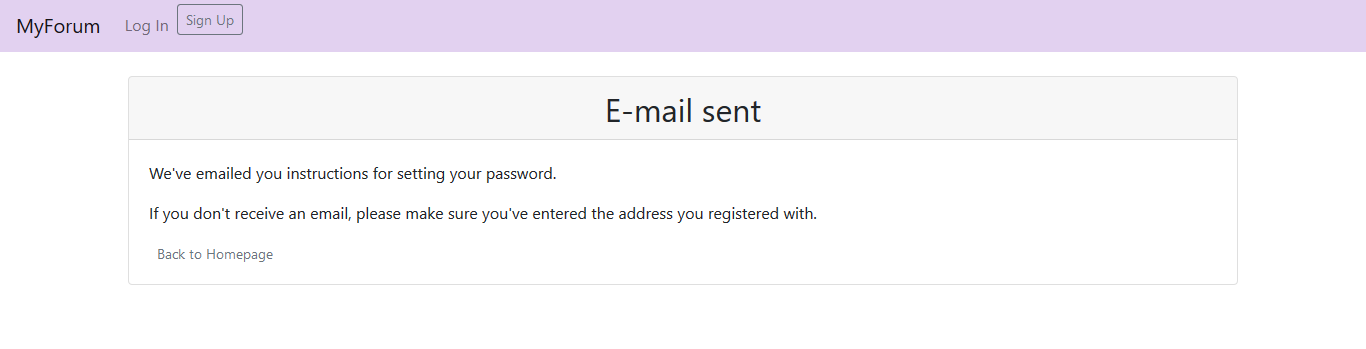 MyForum Log In Sign Up
E-mail sent
We've emailed you instructions for setting your password.
If you don't receive an email, please make sure you've entered the address you registered with.
Back to Homepage